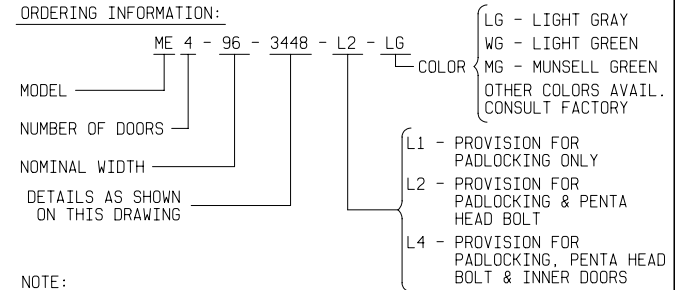 ORDERING INFORMATION:
ME 4 - 96 - 3448 - L2 - LG
COLOR
LG - LIGHT GRAY
WG - LIGHT GREEN
MG - MUNSELL GREEN
OTHER COLORS AVAIL.
CONSULT FACTORY
MODEL
NUMBER OF DOORS
NOMINAL WIDTH
DETAILS AS SHOWN
ON THIS DRAWING
L1 - PROVISION FOR
PADLOCKING ONLY
L2 - PROVISION FOR
PADLOCKING & PENTA
HEAD BOLT
L4 - PROVISION FOR
PADLOCKING, PENTA HEAD
BOLT & INNER DOORS
NOTE: